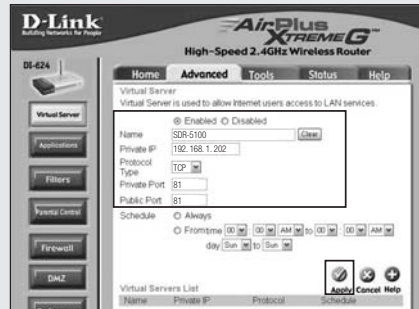 D-Link
Building Networks for People
AirPlus
XTREME G
High-Speed 2.4GHz Wireless Router
DI-624
Home Advanced Tools Status Help
Virtual Server
Applications
Filters
Parental Control
Firewall
DMZ
Virtual Server
Virtual Server is used to allow Internet users access to LAN services.
Enabled Disabled
Name SDR-5100 Clear
Private IP 192.168.1.202
Protocol Type TCP
Private Port 81
Public Port 81
Schedule Always
From time 00 : 00 AM to 00 : 00 AM
day Sun to Sun
Apply Cancel Help
Virtual Servers List
Name Private IP Protocol Schedule